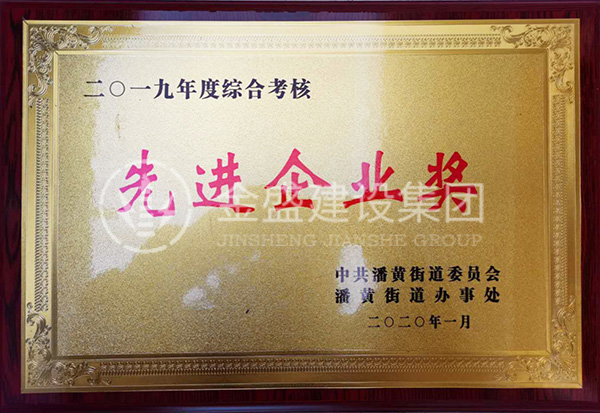 二〇一九年度综合考核
先进企业奖
金盛建设集团
JINSHENG JIANSHE GROUP
中共潘黄街道委员会
潘黄街道办事处
二〇二〇年一月